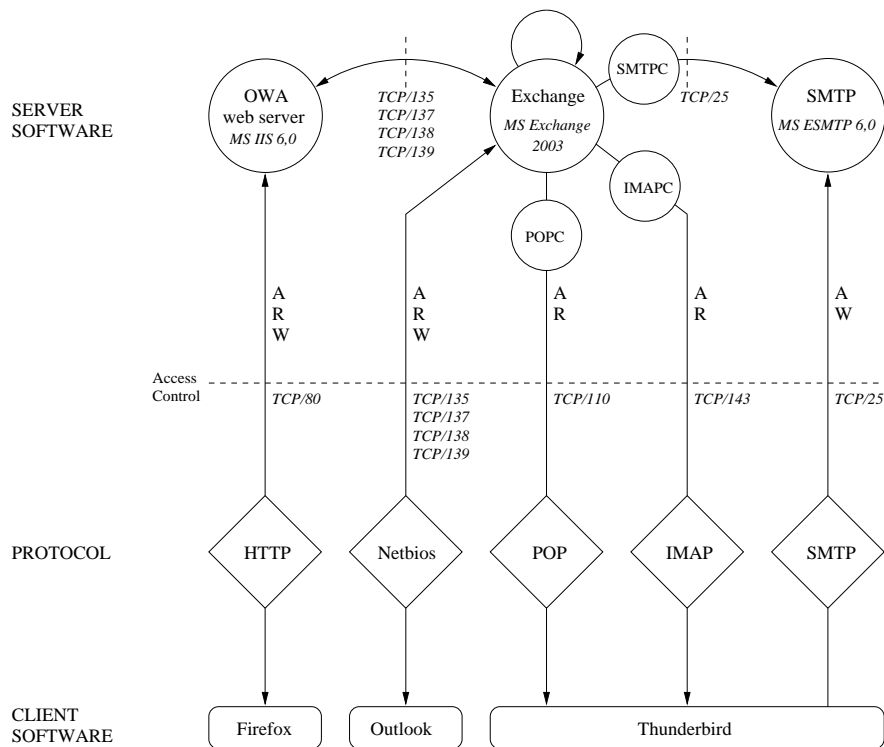 SMTPC
SERVER
SOFTWARE
OWA
web server
MS IIS 6,0
TCP/135
TCP/137
TCP/138
TCP/139
Exchange
MS Exchange
2003
TCP/25
SMTP
MS ESMTP 6,0
IMAPC
POPC
A
R
W
A
R
W
A
R
A
R
A
W
Access
Control
TCP/80
TCP/135
TCP/137
TCP/138
TCP/139
TCP/110
TCP/143
TCP/25
PROTOCOL
HTTP
Netbios
POP
IMAP
SMTP
CLIENT
SOFTWARE
Firefox
Outlook
Thunderbird